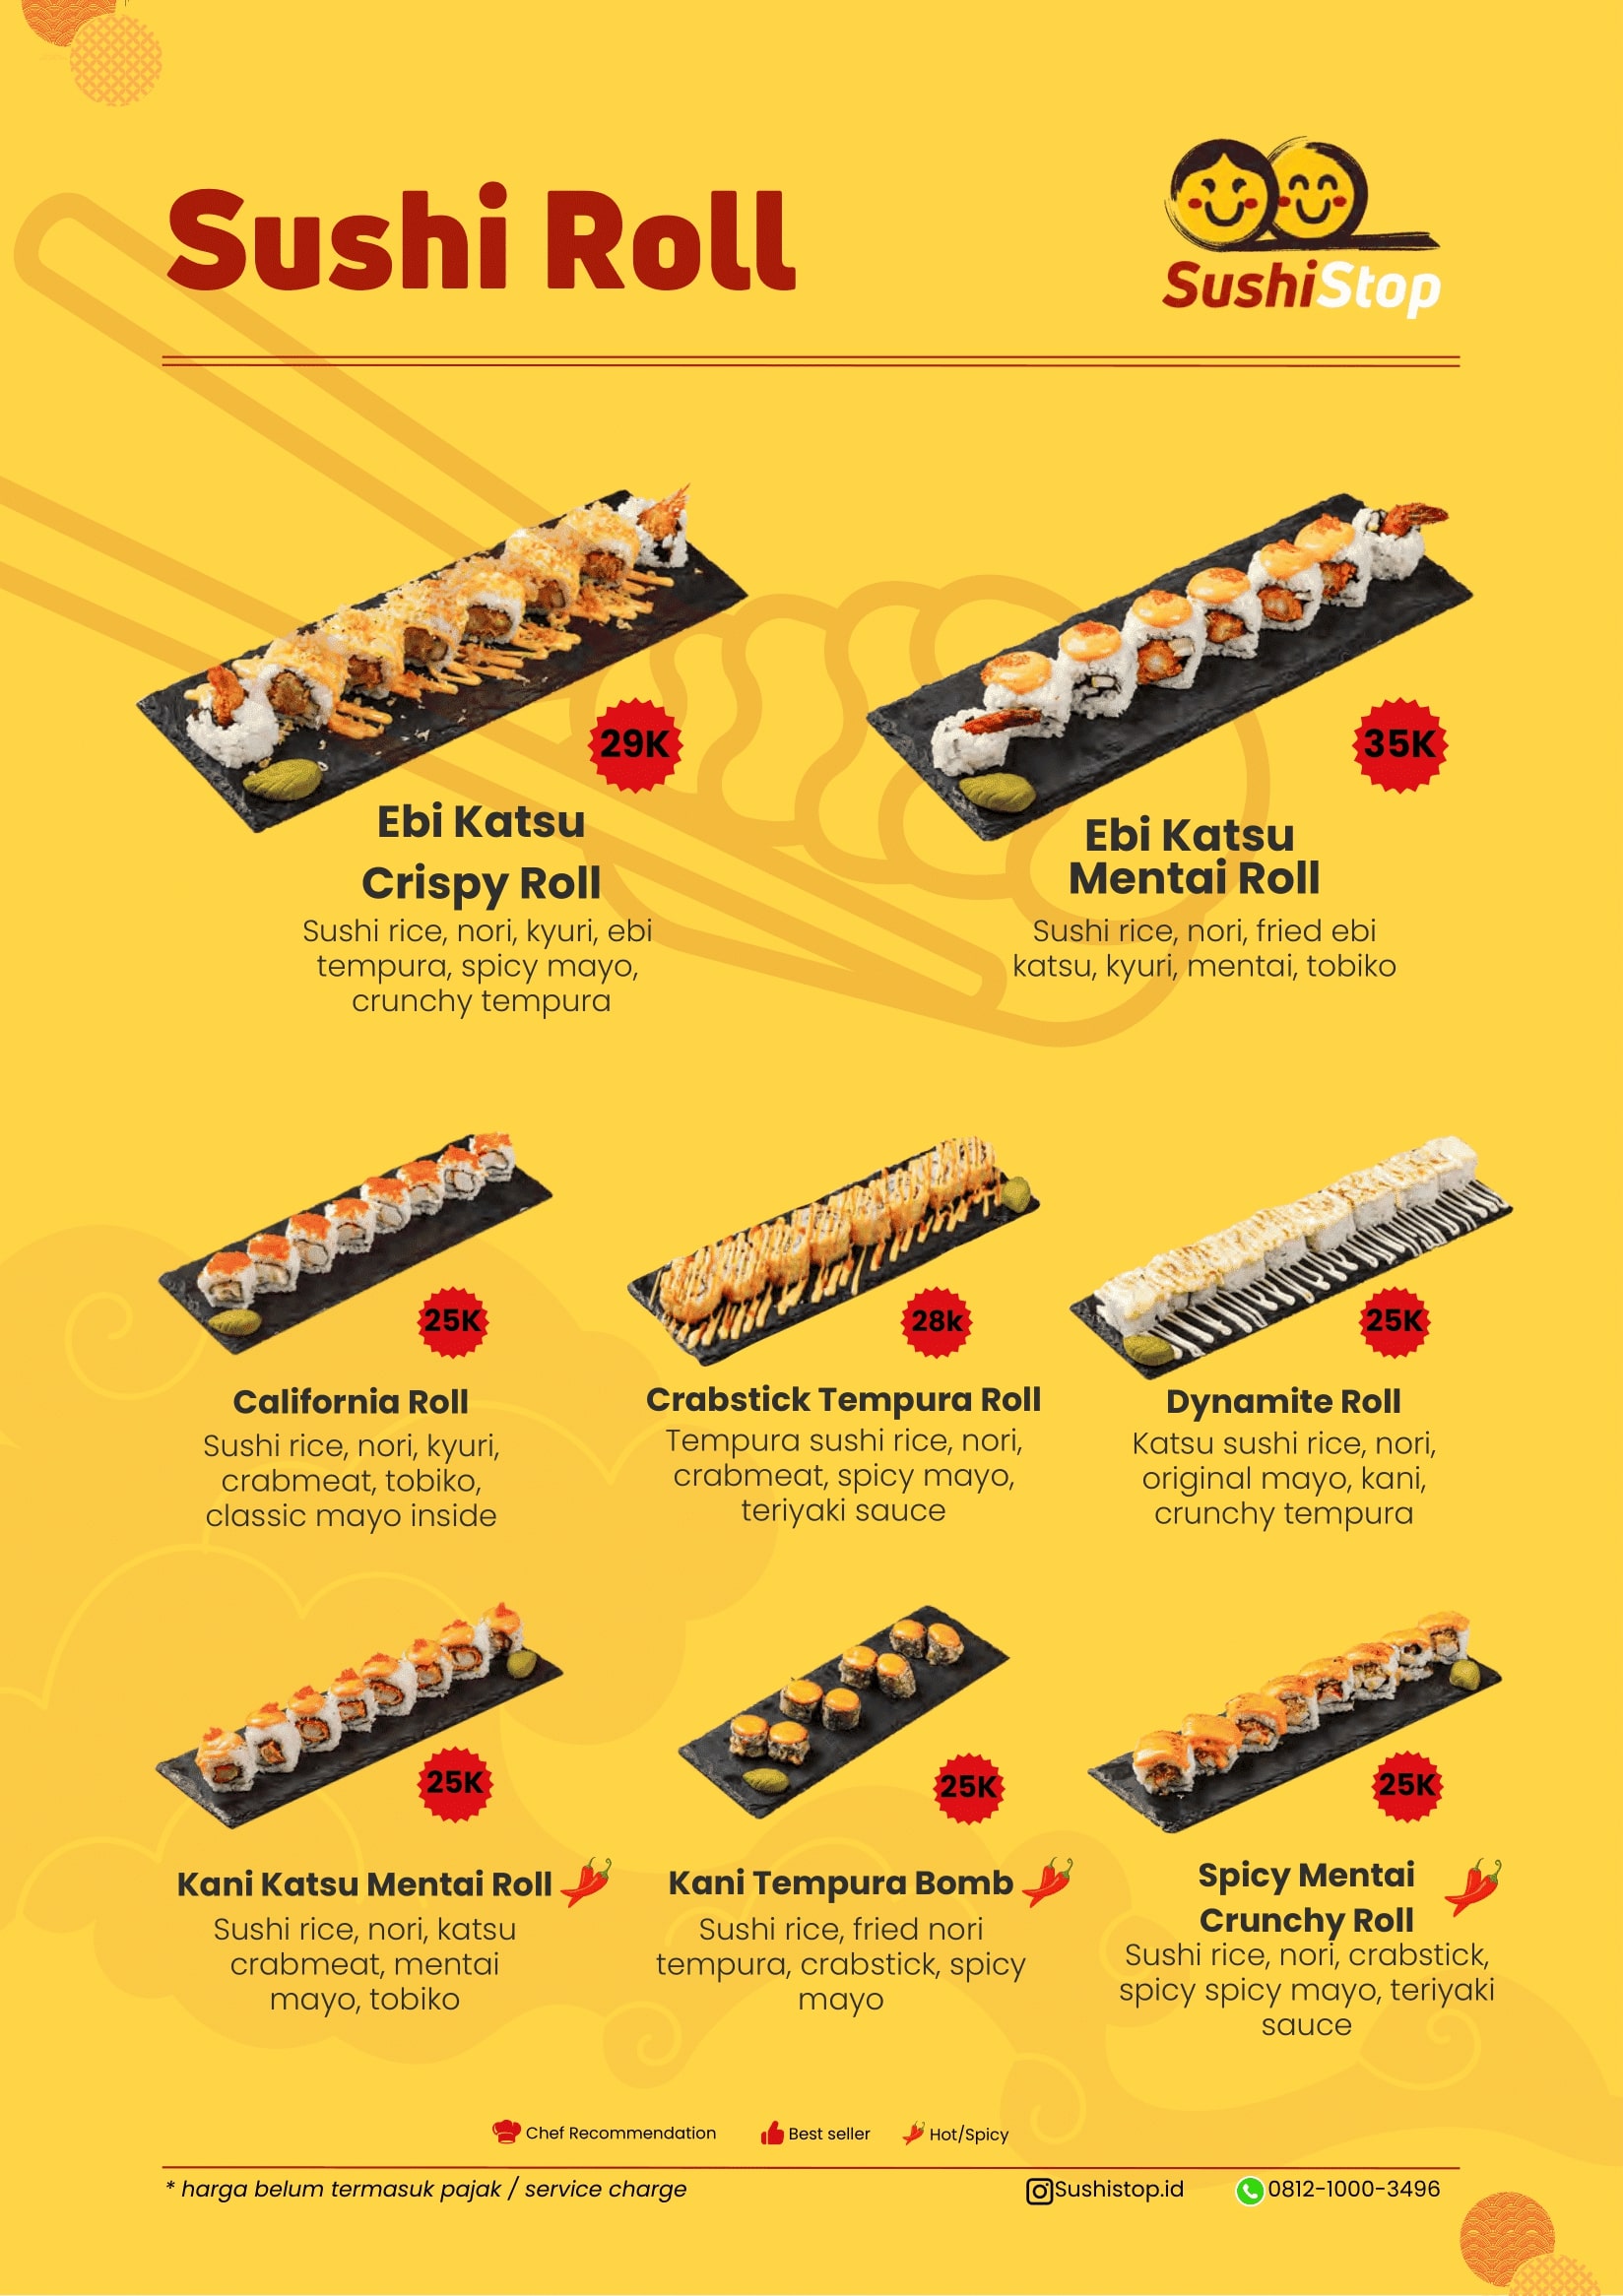 Sushi Roll
SushiStop
29K
35K
Ebi Katsu
Crispy Roll
Sushi rice, nori, kyuri, ebi
tempura, spicy mayo,
crunchy tempura
Ebi Katsu
Mentai Roll
Sushi rice, nori, fried ebi
katsu, kyuri, mentai, tobiko
25K
28k
25K
California Roll
Sushi rice, nori, kyuri,
crabmeat, tobiko,
classic mayo inside
Crabstick Tempura Roll
Tempura sushi rice, nori,
crabmeat, spicy mayo,
teriyaki sauce
Dynamite Roll
Katsu sushi rice, nori,
original mayo, kani,
crunchy tempura
25K
25K
25K
Kani Katsu Mentai Roll
Sushi rice, nori, katsu
crabmeat, mentai
mayo, tobiko
Kani Tempura Bomb
Sushi rice, fried nori
tempura, crabstick, spicy
mayo
Spicy Mentai
Crunchy Roll
Sushi rice, nori, crabstick,
spicy spicy mayo, teriyaki
sauce
Chef Recommendation
Best seller
Hot/Spicy
* harga belum termasuk pajak / service charge
Sushistop.id
0812-1000-3496